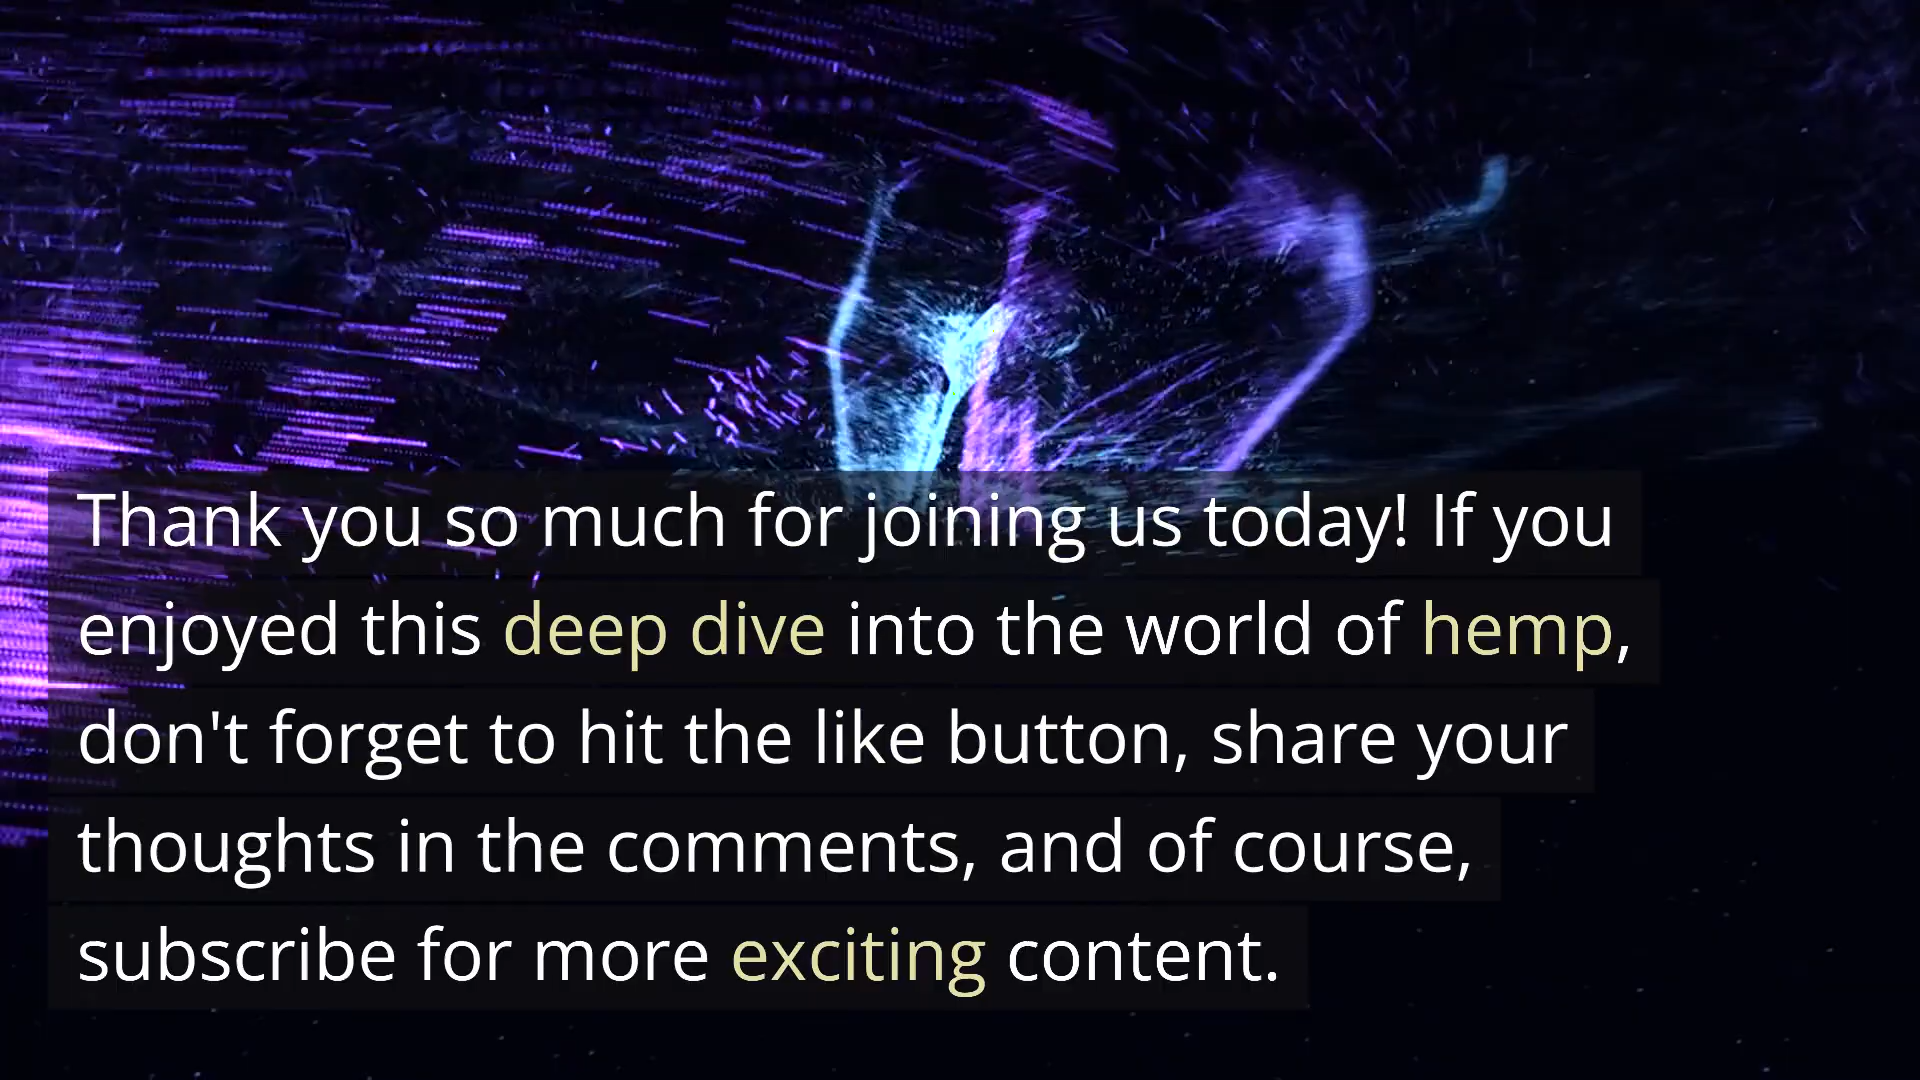 Thank you so much for joining us today! If you
enjoyed this deep dive into the world of hemp,
don't forget to hit the like button, share your
thoughts in the comments, and of course,
subscribe for more exciting content.